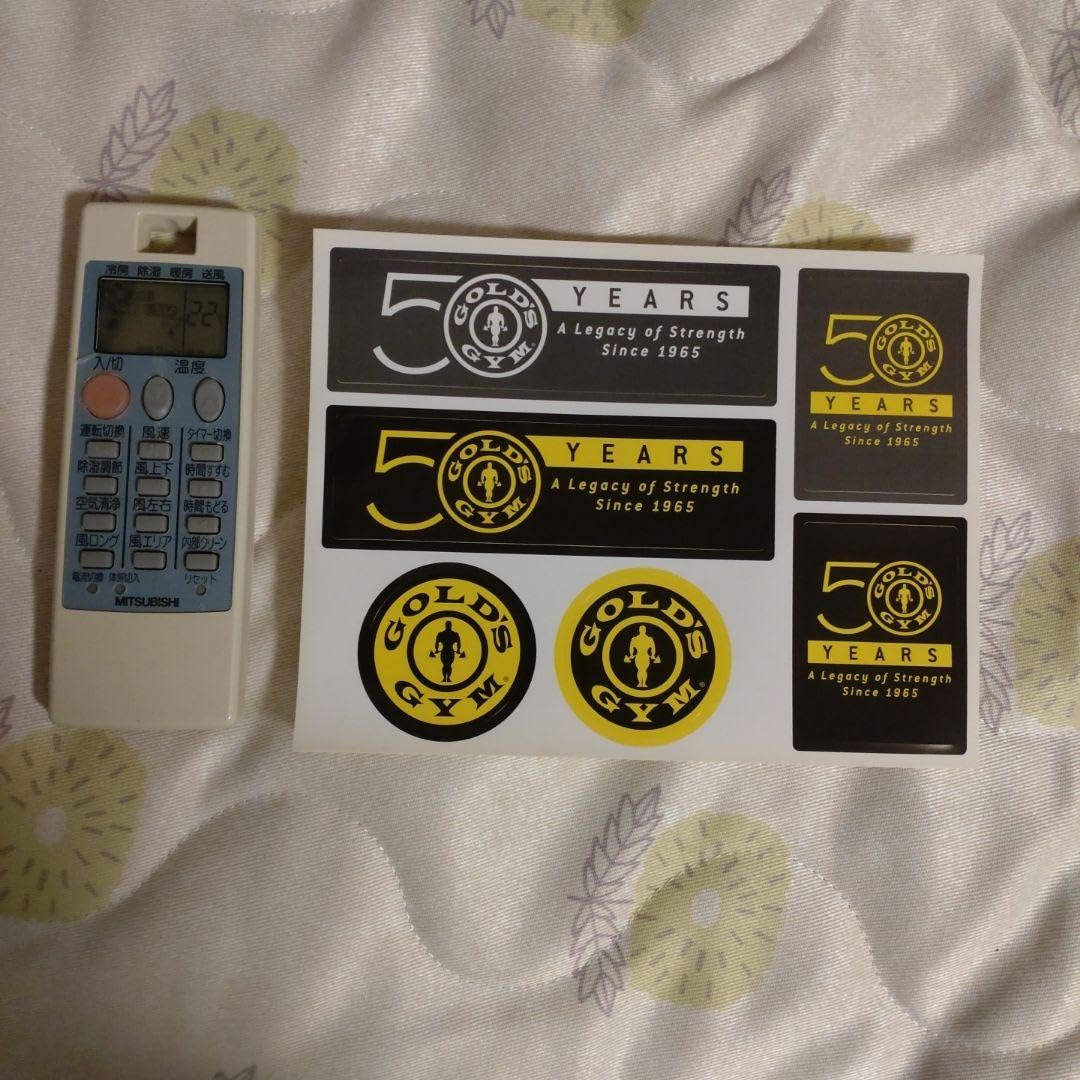 冷房 除湿 暖房 送風
22
入/切 温度
運転切換 風速 タイマー切換
除湿調節 風上下 時間すすむ
空気清浄 風左右 時間もどる
風ロング 風エリア 内部クリーン
リセット
MITSUBISHI
50 YEARS
GOLD'S GYM
A Legacy of Strength
Since 1965
50 YEARS
GOLD'S GYM
A Legacy of Strength
Since 1965
GOLD'S GYM
GOLD'S GYM
50
GOLD'S GYM
YEARS
A Legacy of Strength
Since 1965
50
GOLD'S GYM
YEARS
A Legacy of Strength
Since 1965